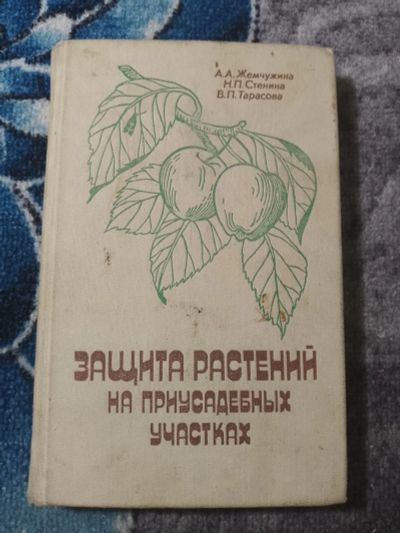 А.А. Жемчужина
Н.П. Стенина
В.П. Тарасова
ЗАЩИТА РАСТЕНИЙ
НА ПРИУСАДЕБНЫХ
УЧАСТКАХ